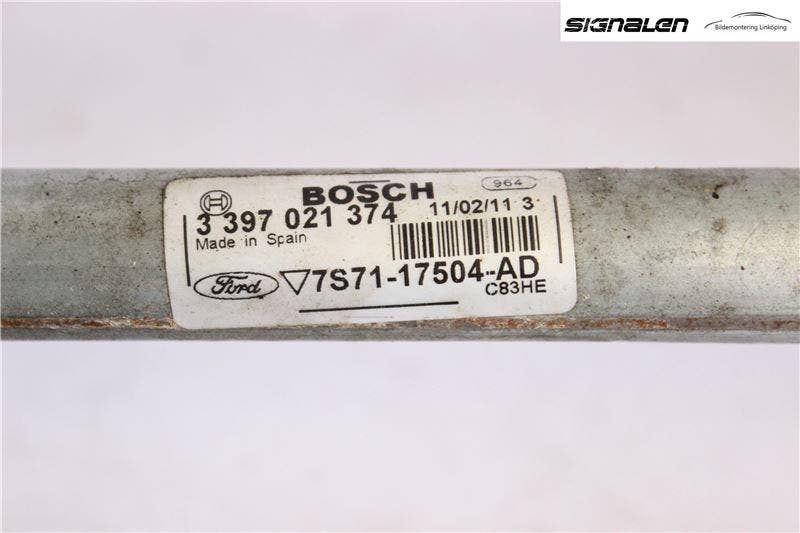 SIGNALEN
Bildemontering Linköping
BOSCH
964
3 397 021 374
11/02/11 3
Made in Spain
Ford
7S71-17504-AD
C83HE